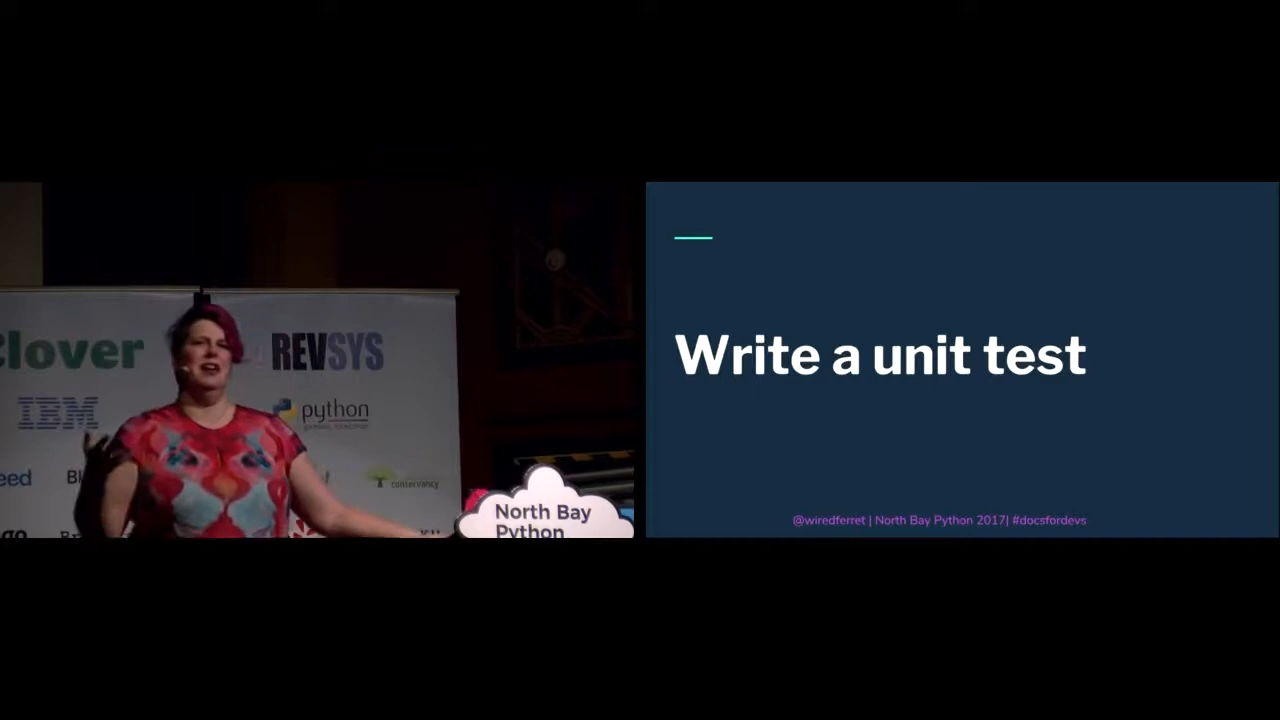 Clover
REVSYS
IBM
python
conservancy
North Bay
Python
Write a unit test
@wiredferret | North Bay Python 2017| #docsfordevs